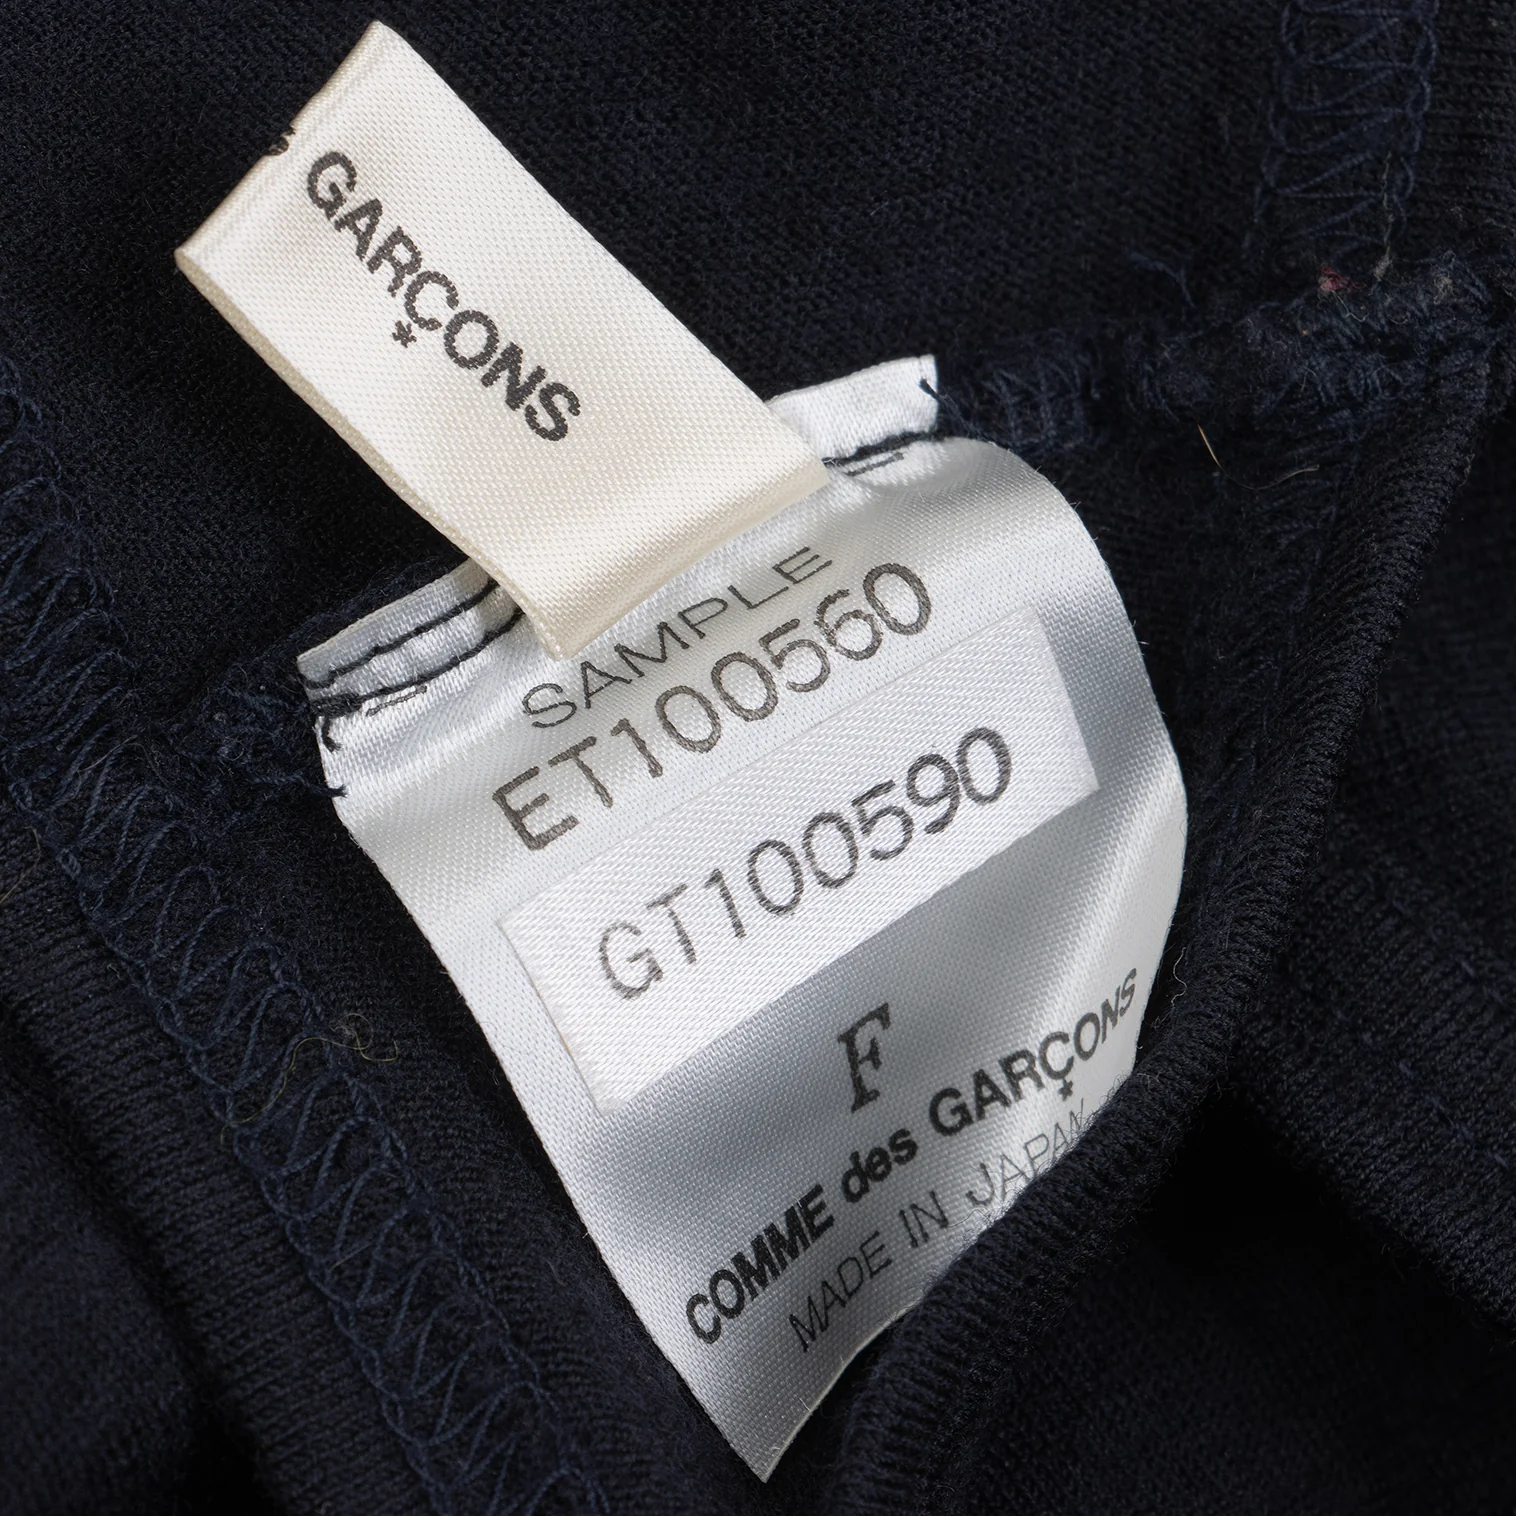 GARÇONS
SAMPLE
ET100560
GT100590
F
COMME des GARÇONS
MADE IN JAPAN